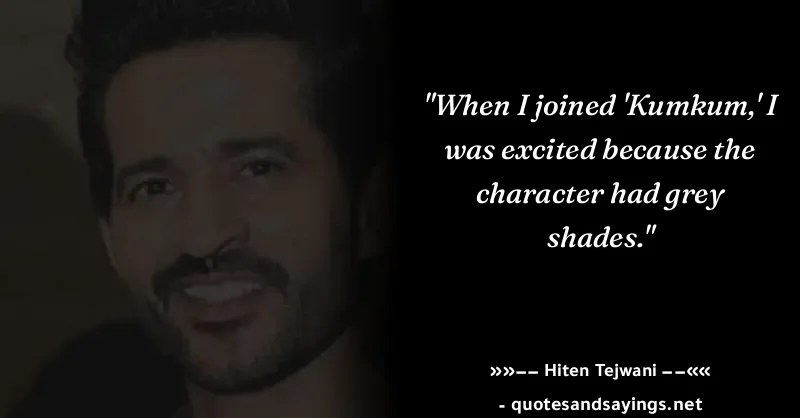 "When I joined 'Kumkum,' I
was excited because the
character had grey
shades."
»»−− Hiten Tejwani −−««
- quotesandsayings.net